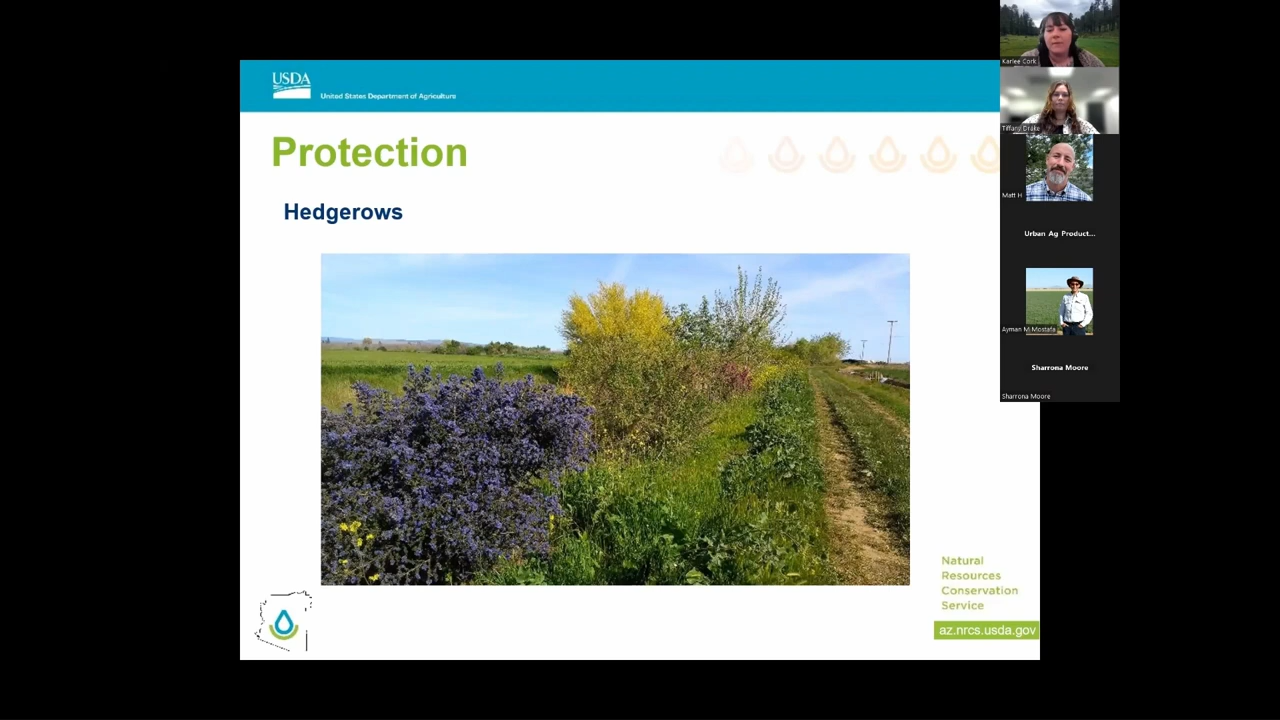 USDA
United States Department of Agriculture
Protection
Hedgerows
Natural
Resources
Conservation
Service
az.nrcs.usda.gov
Karlee Cork
Tiffany Drake
Matt H
Urban Ag Product...
Ayman M.Mostafa
Sharrona Moore
Sharrona Moore